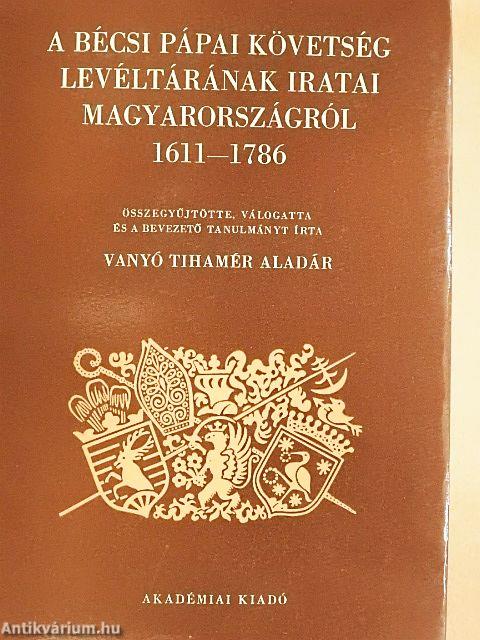 A BÉCSI PÁPAI KÖVETSÉG
LEVÉLTÁRÁNAK IRATAI
MAGYARORSZÁGRÓL
1611—1786
ÖSSZEGYŰJTÖTTE, VÁLOGATTA
ÉS A BEVEZETŐ TANULMÁNYT ÍRTA
VANYÓ TIHAMÉR ALADÁR
AKADÉMIAI KIADÓ
Antikvárium.hu